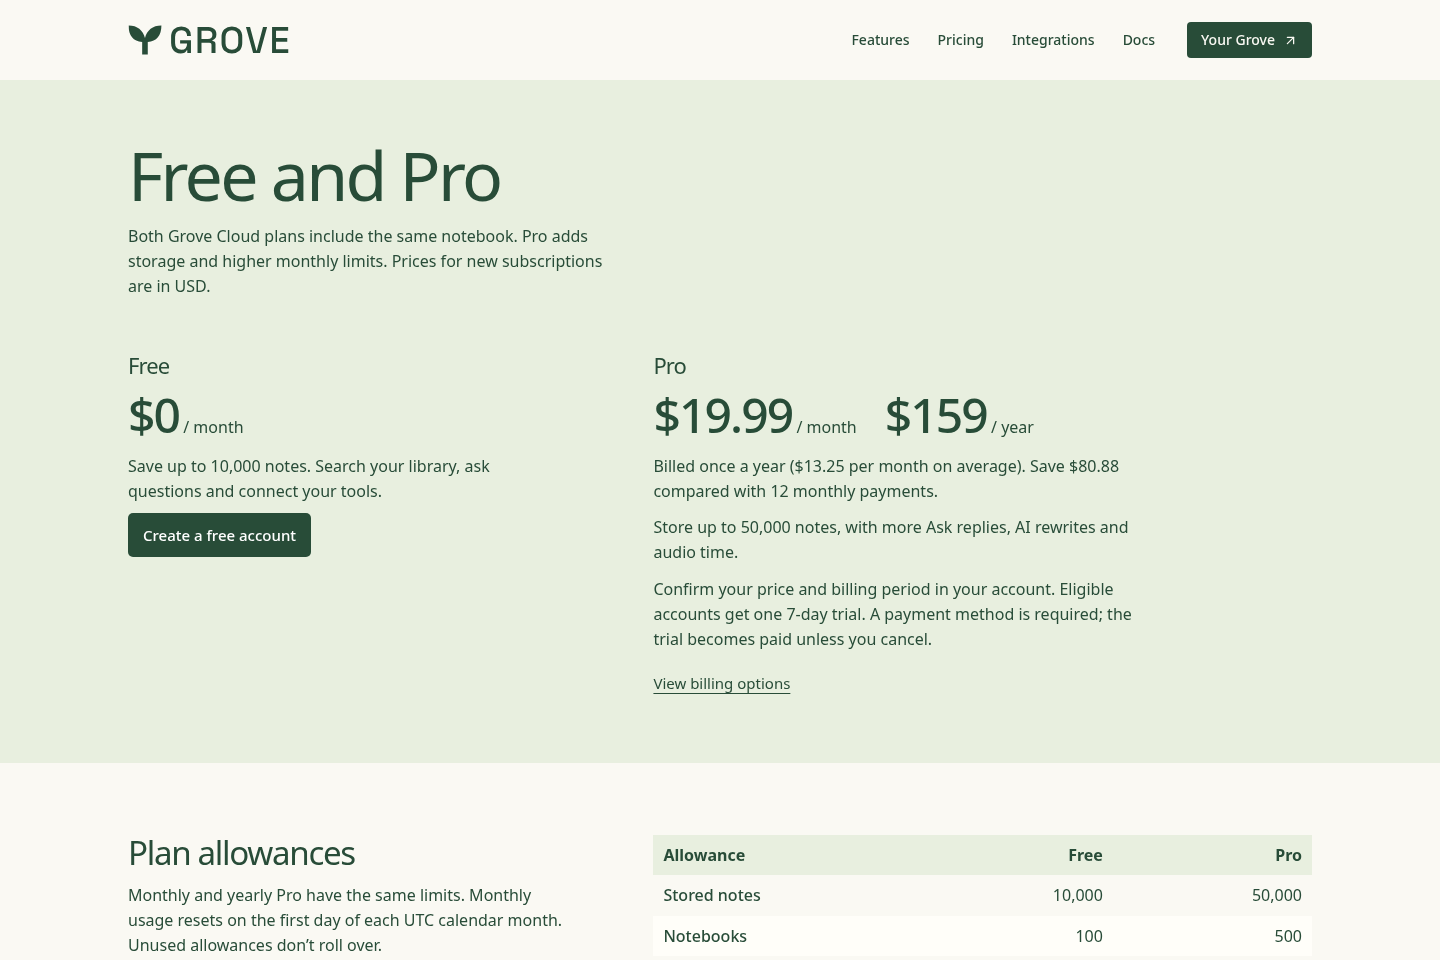 GROVE
Features Pricing Integrations Docs Your Grove
Free and Pro
Both Grove Cloud plans include the same notebook. Pro adds
storage and higher monthly limits. Prices for new subscriptions
are in USD.
Free
$0 / month
Save up to 10,000 notes. Search your library, ask
questions and connect your tools.
Create a free account
Pro
$19.99 / month $159 / year
Billed once a year ($13.25 per month on average). Save $80.88
compared with 12 monthly payments.
Store up to 50,000 notes, with more Ask replies, AI rewrites and
audio time.
Confirm your price and billing period in your account. Eligible
accounts get one 7-day trial. A payment method is required; the
trial becomes paid unless you cancel.
View billing options
Plan allowances
Monthly and yearly Pro have the same limits. Monthly
usage resets on the first day of each UTC calendar month.
Unused allowances don’t roll over.
Allowance Free Pro
Stored notes 10,000 50,000
Notebooks 100 500